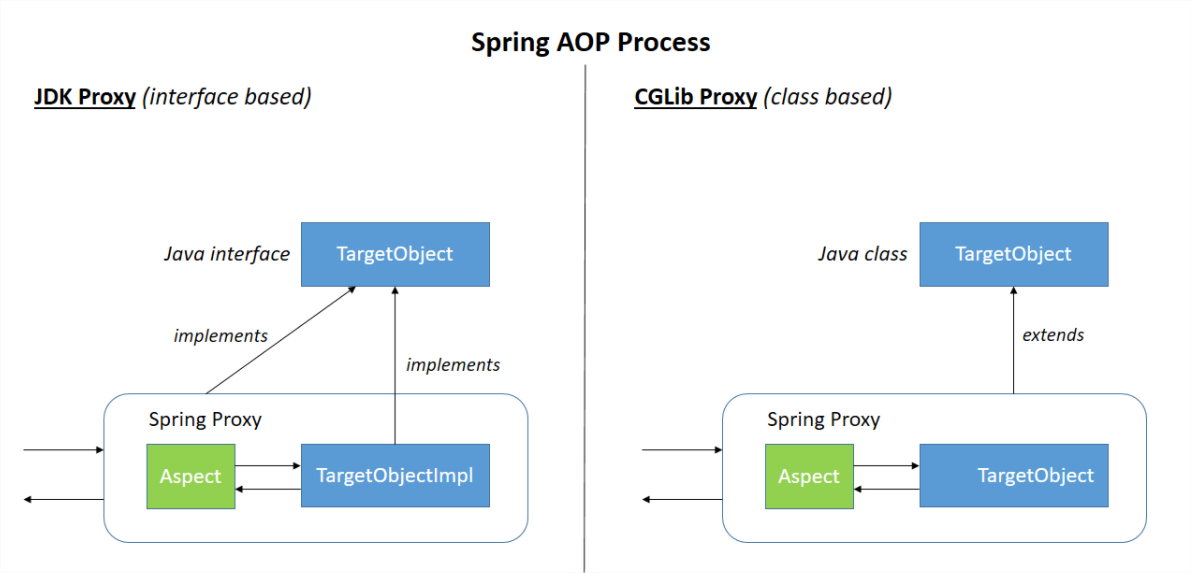 Spring AOP Process
JDK Proxy (interface based)
Java interface
TargetObject
implements
implements
Spring Proxy
Aspect
TargetObjectImpl
CGLib Proxy (class based)
Java class
TargetObject
extends
Spring Proxy
Aspect
TargetObject